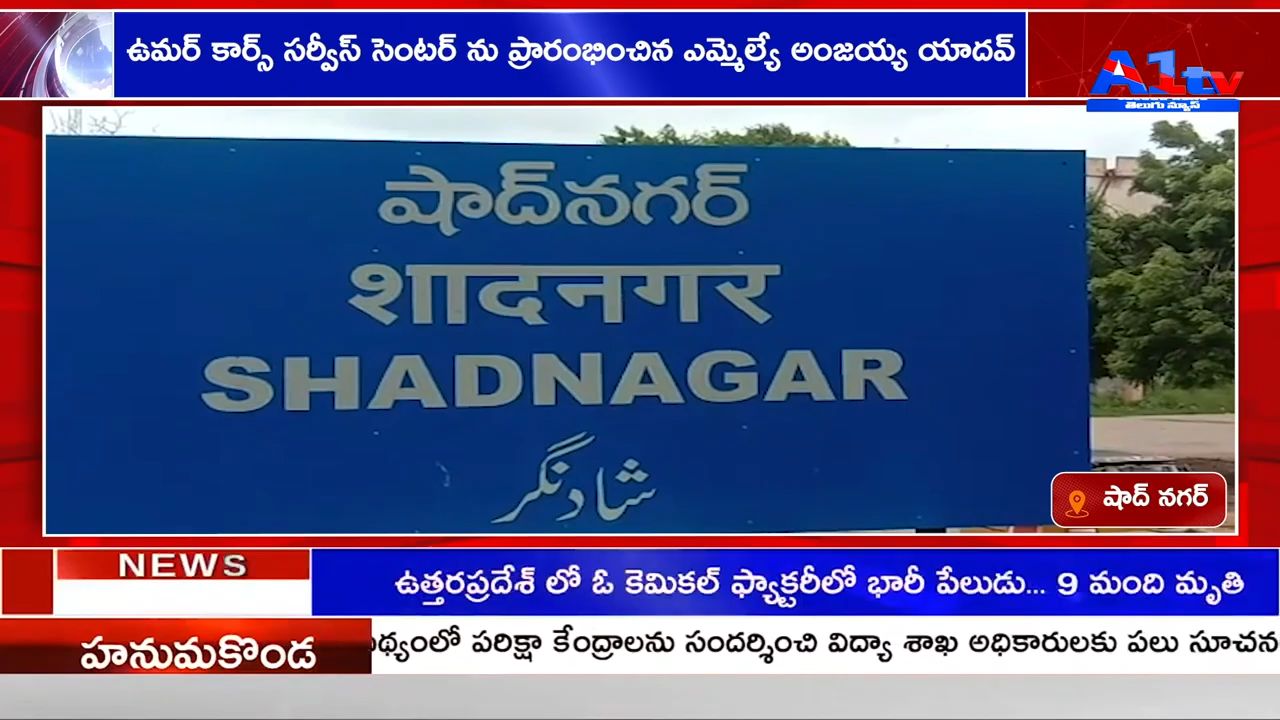 ఉమర్ కార్స్ సర్వీస్ సెంటర్ ను ప్రారంభించిన ఎమ్మెల్యే అంజయ్య యాదవ్
A1tv
తెలుగు న్యూస్
షాద్‌నగర్
शादनगर
SHADNAGAR
شادنگر
షాద్ నగర్
NEWS
ఉత్తరప్రదేశ్ లో ఓ కెమికల్ ఫ్యాక్టరీలో భారీ పేలుడు... 9 మంది మృతి
హనుమకొండ
పరిక్షా కేంద్రాలను సందర్శించి విద్యా శాఖ అధికారులకు పలు సూచన